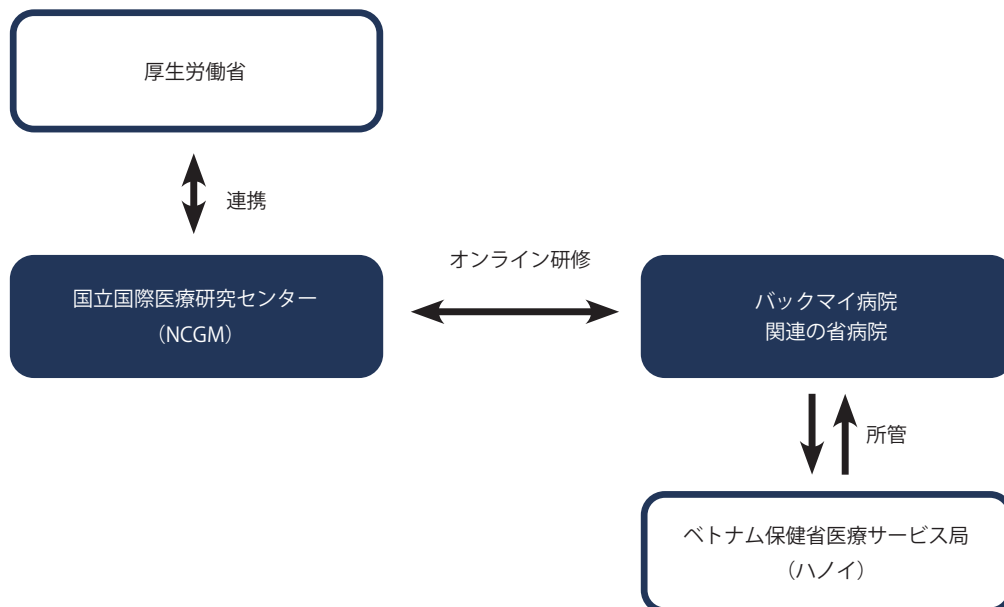 厚生労働省
連携
国立国際医療研究センター
（NCGM）
オンライン研修
バックマイ病院
関連の省病院
所管
ベトナム保健省医療サービス局
（ハノイ）